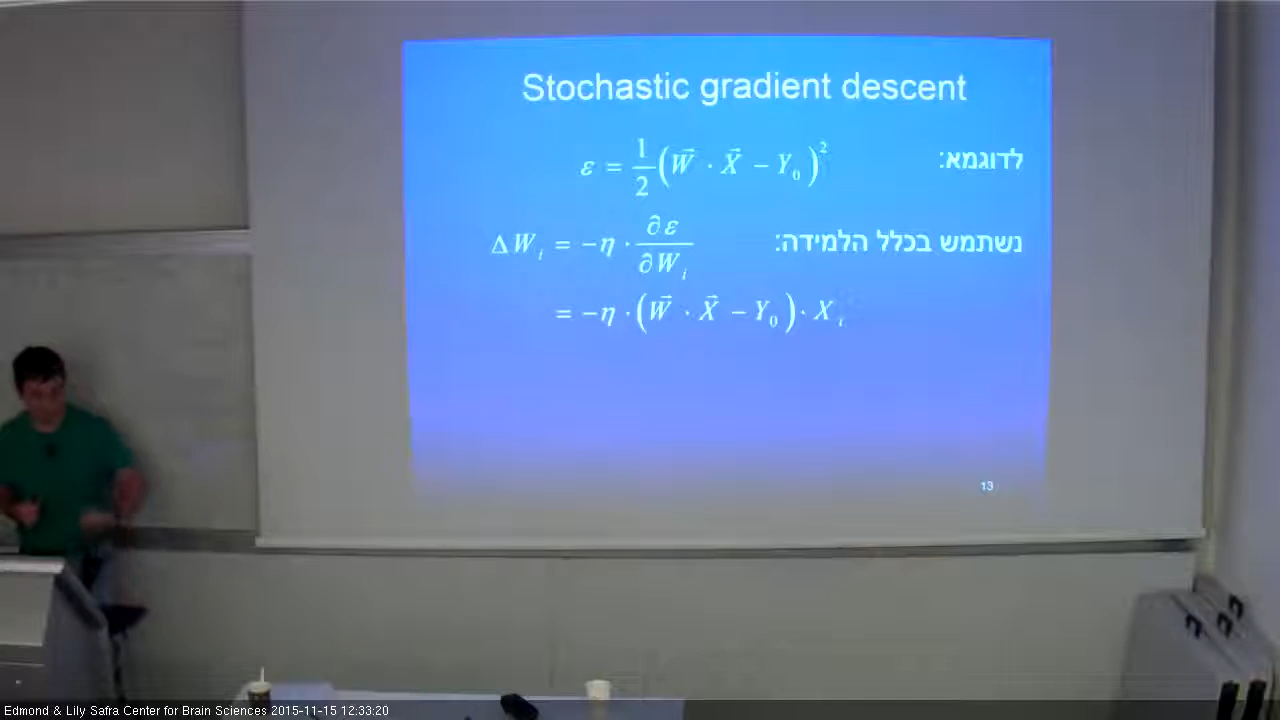 Stochastic gradient descent
לדוגמא: ε = 1/2 (W⃗ · X⃗ − Y₀)²
נשתמש בכלל הלמידה: ΔWᵢ = −η · ∂ε/∂Wᵢ
= −η · (W⃗ · X⃗ − Y₀) · Xᵢ
13
Edmond & Lily Safra Center for Brain Sciences 2015-11-15 12:33:20